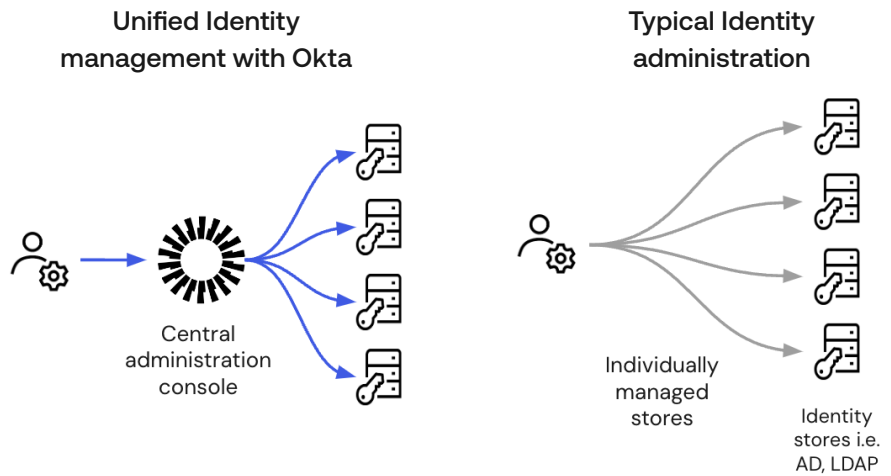 Unified Identity
management with Okta
Central
administration
console
Typical Identity
administration
Individually
managed
stores
Identity
stores i.e.
AD, LDAP